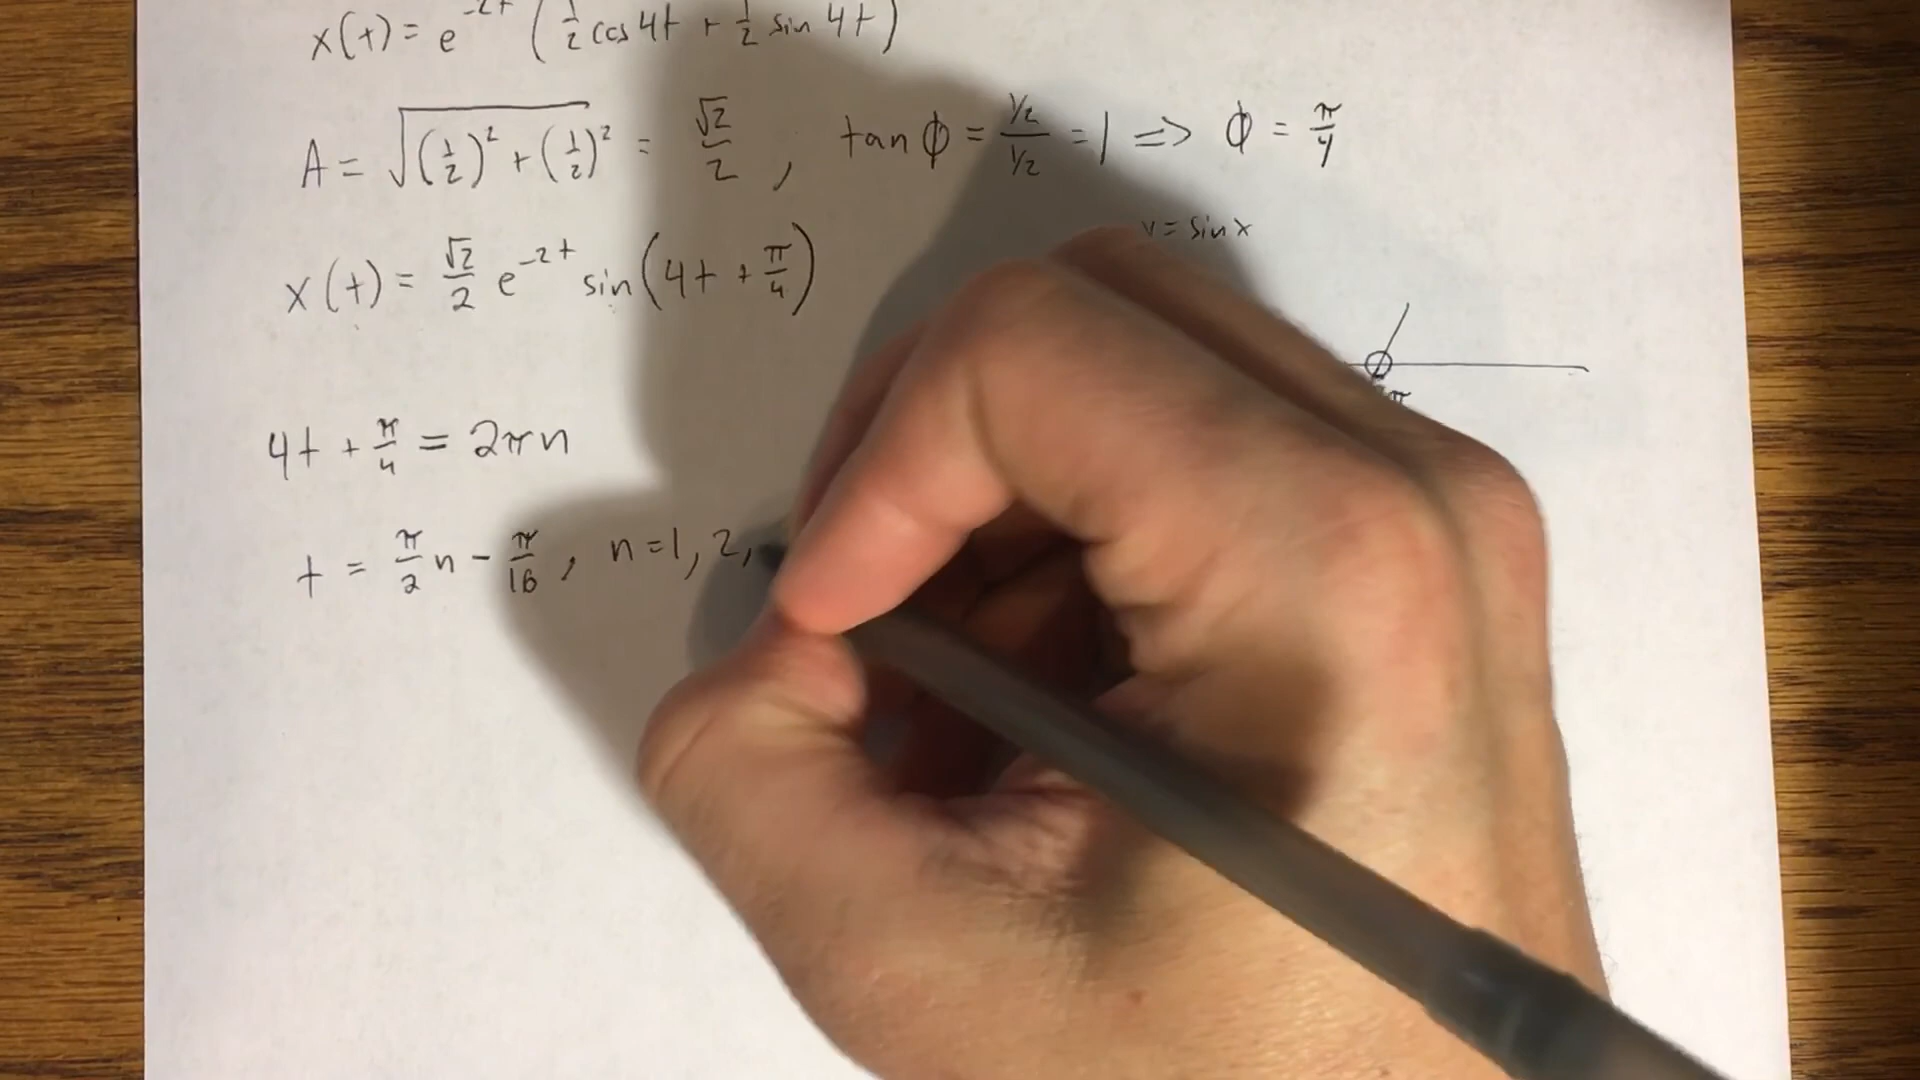 x(t) = e^{-2t} (1/2 cos 4t + 1/2 sin 4t)
A = √((1/2)² + (1/2)²) = √2/2 , tan ϕ = (1/2)/(1/2) = 1 => ϕ = π/4
y = sin x
x(t) = √2/2 e^{-2t} sin(4t + π/4)
4t + π/4 = 2πn
t = π/2 n - π/16 , n = 1, 2,